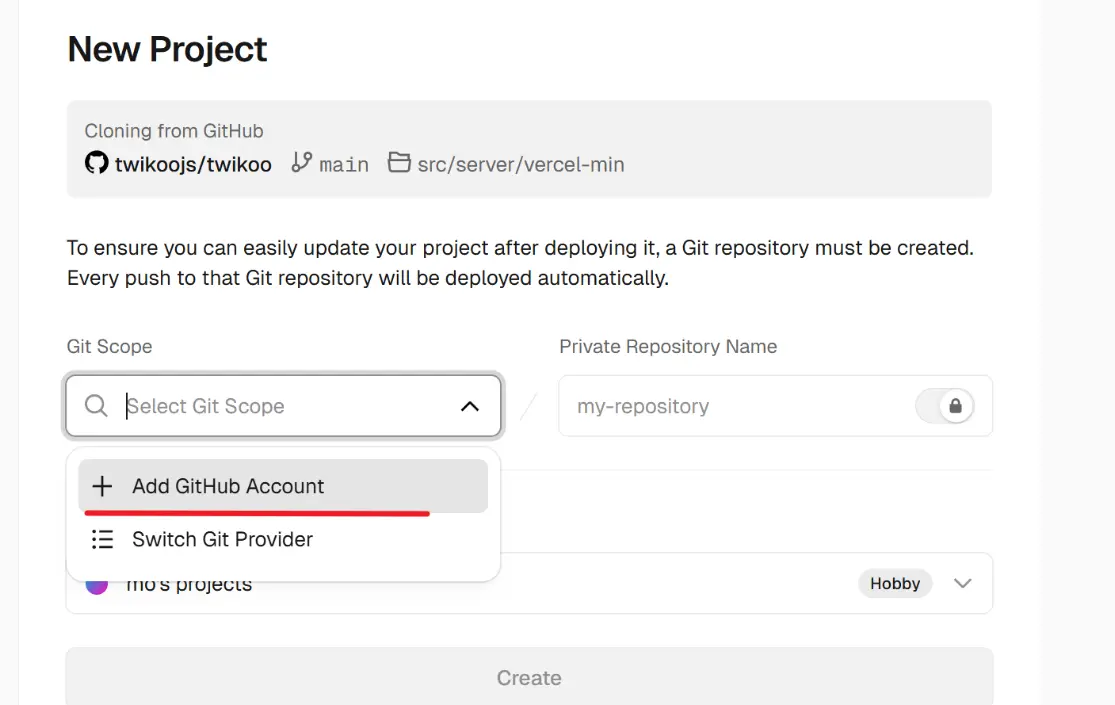 New Project
Cloning from GitHub
twikoojs/twikoo main src/server/vercel-min
To ensure you can easily update your project after deploying it, a Git repository must be created.
Every push to that Git repository will be deployed automatically.
Git Scope
Private Repository Name
Select Git Scope
my-repository
Add GitHub Account
Switch Git Provider
mo's projects
Hobby
Create